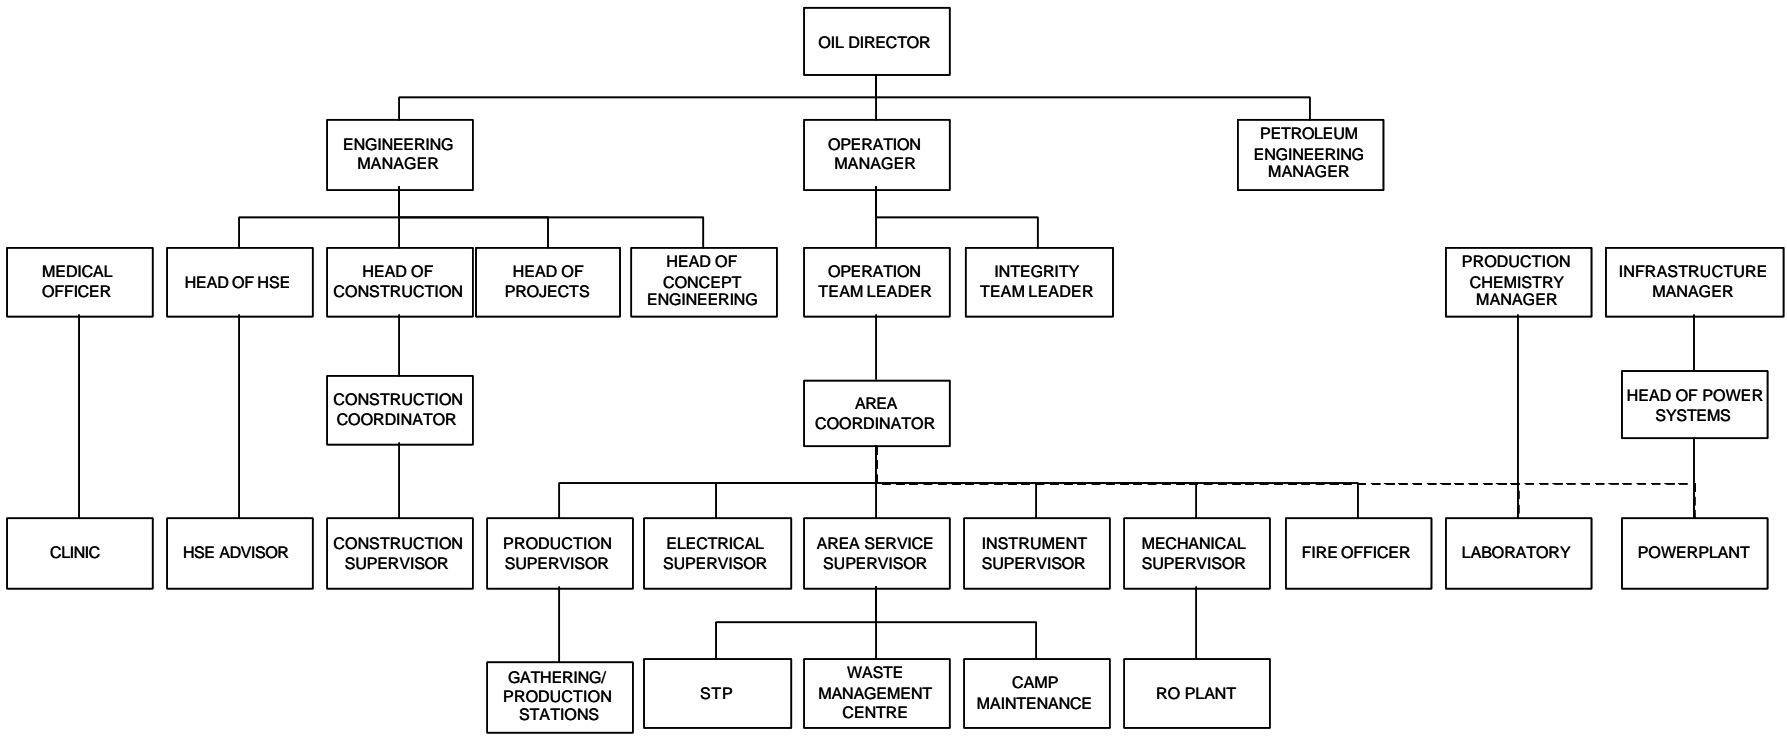 OIL DIRECTOR
ENGINEERING
MANAGER
OPERATION
MANAGER
PETROLEUM
ENGINEERING
MANAGER
MEDICAL
OFFICER
HEAD OF HSE
HEAD OF
CONSTRUCTION
HEAD OF
PROJECTS
HEAD OF
CONCEPT
ENGINEERING
OPERATION
TEAM LEADER
INTEGRITY
TEAM LEADER
PRODUCTION
CHEMISTRY
MANAGER
INFRASTRUCTURE
MANAGER
CONSTRUCTION
COORDINATOR
AREA
COORDINATOR
HEAD OF POWER
SYSTEMS
CLINIC
HSE ADVISOR
CONSTRUCTION
SUPERVISOR
PRODUCTION
SUPERVISOR
ELECTRICAL
SUPERVISOR
AREA SERVICE
SUPERVISOR
INSTRUMENT
SUPERVISOR
MECHANICAL
SUPERVISOR
FIRE OFFICER
LABORATORY
POWERPLANT
GATHERING/
PRODUCTION
STATIONS
STP
WASTE
MANAGEMENT
CENTRE
CAMP
MAINTENANCE
RO PLANT